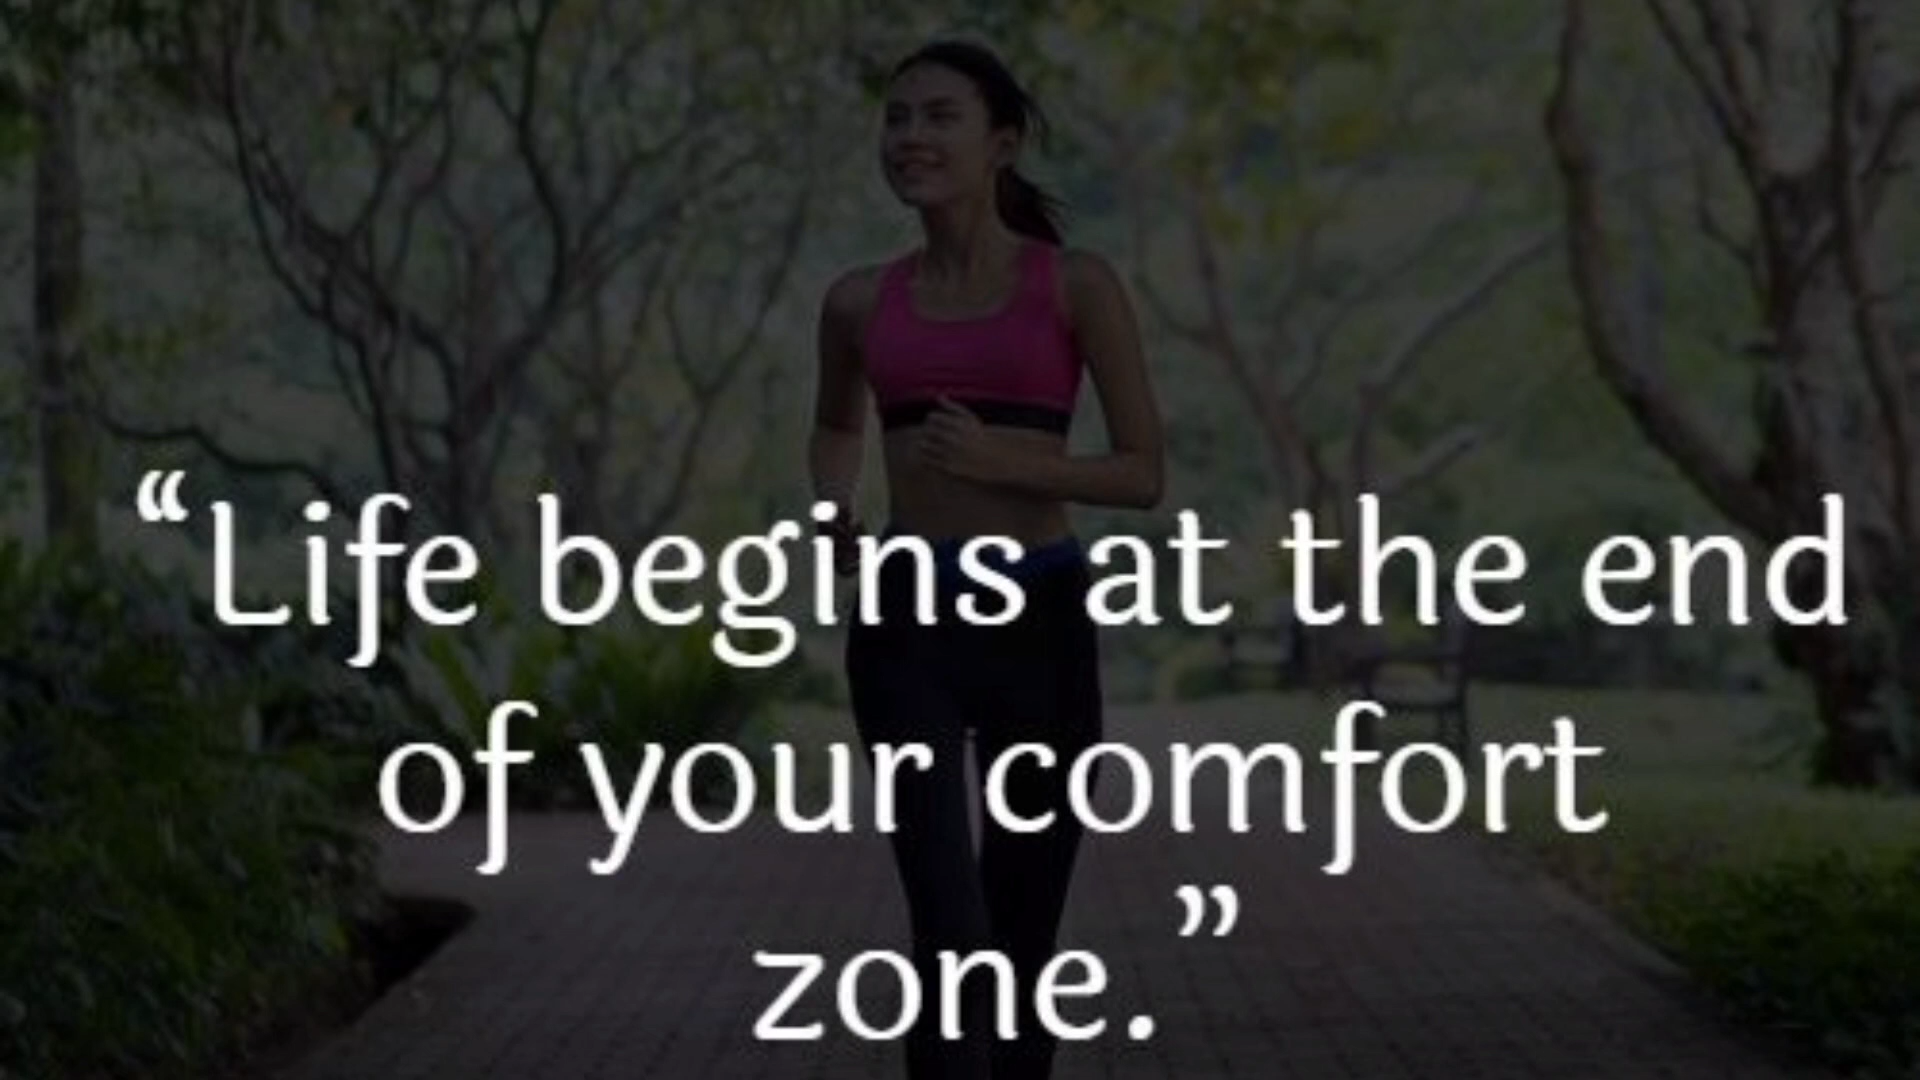 “Life begins at the end
of your comfort
zone.”